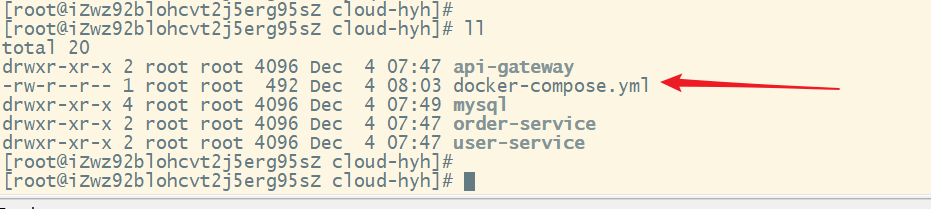 [root@iZwz92blohcvt2j5erg95sZ cloud-hyh]#
[root@iZwz92blohcvt2j5erg95sZ cloud-hyh]# ll
total 20
drwxr-xr-x 2 root root 4096 Dec  4 07:47 api-gateway
-rw-r--r-- 1 root root  492 Dec  4 08:03 docker-compose.yml
drwxr-xr-x 4 root root 4096 Dec  4 07:49 mysql
drwxr-xr-x 2 root root 4096 Dec  4 07:47 order-service
drwxr-xr-x 2 root root 4096 Dec  4 07:47 user-service
[root@iZwz92blohcvt2j5erg95sZ cloud-hyh]#
[root@iZwz92blohcvt2j5erg95sZ cloud-hyh]#